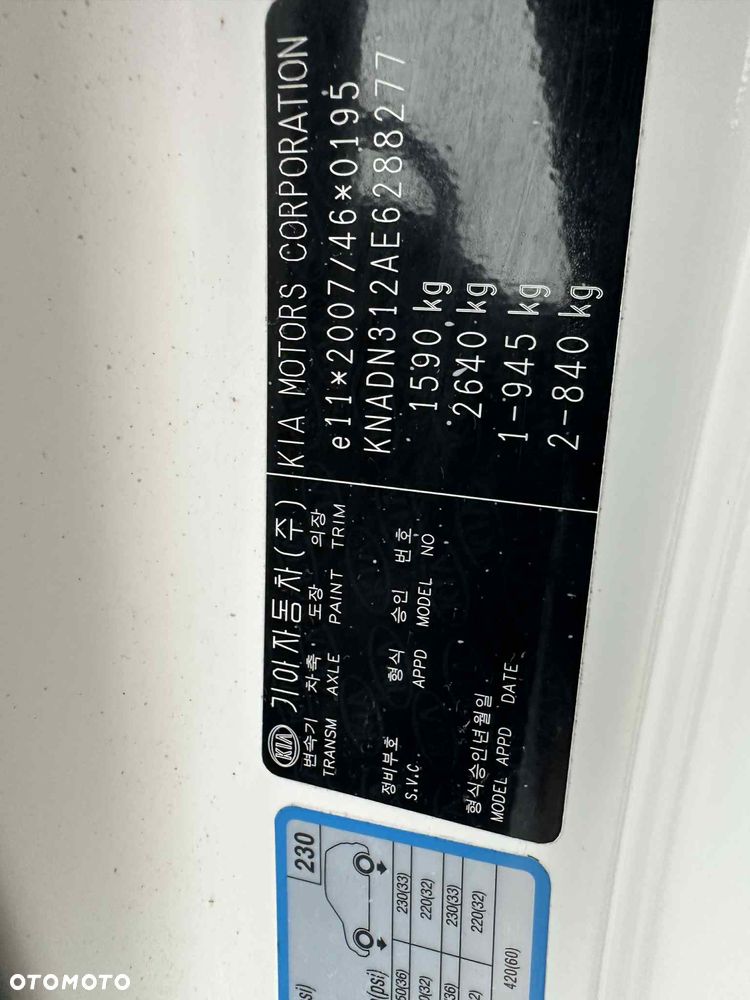 KIA 기아자동차(주) KIA MOTORS CORPORATION
변속기 차축 도장 의장
TRANSM AXLE PAINT TRIM
e11*2007/46*0195
KNADN312AE6288277
정비부호 형식 승인 번호
S.V.C. APPD MODEL NO
1590 kg
2640 kg
형식승인년월일
MODEL APPD DATE
1-945 kg
2-840 kg
230
230(33)
220(32)
230(33)
220(32)
420(60)
OTOMOTO